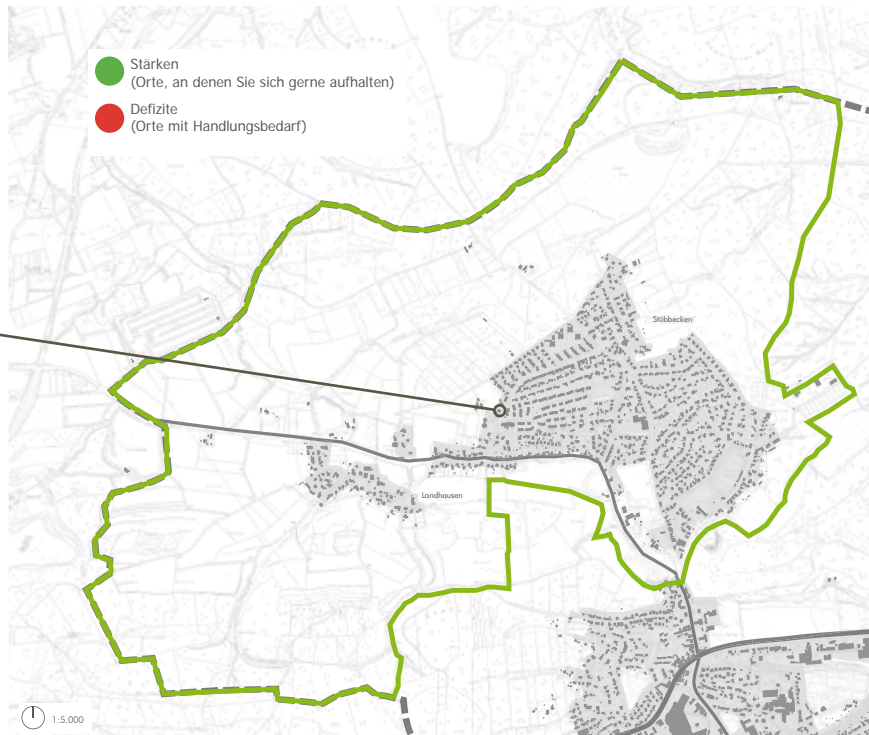 Stärken
(Orte, an denen Sie sich gerne aufhalten)
Defizite
(Orte mit Handlungsbedarf)
Stübbecken
Landhausen
1:5.000